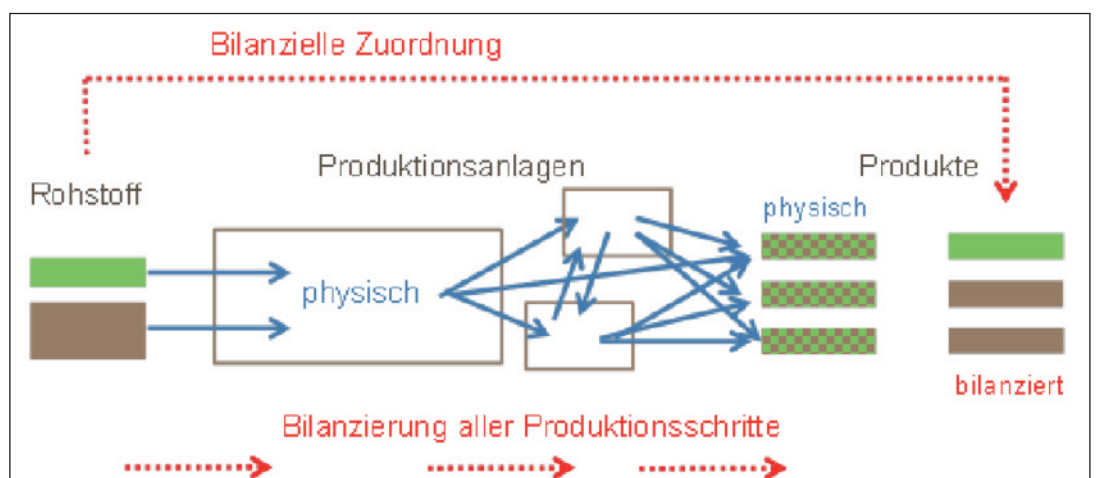 Bilanzielle Zuordnung
Produktionsanlagen
Produkte
Rohstoff
physisch
physisch
bilanziert
Bilanzierung aller Produktionsschritte